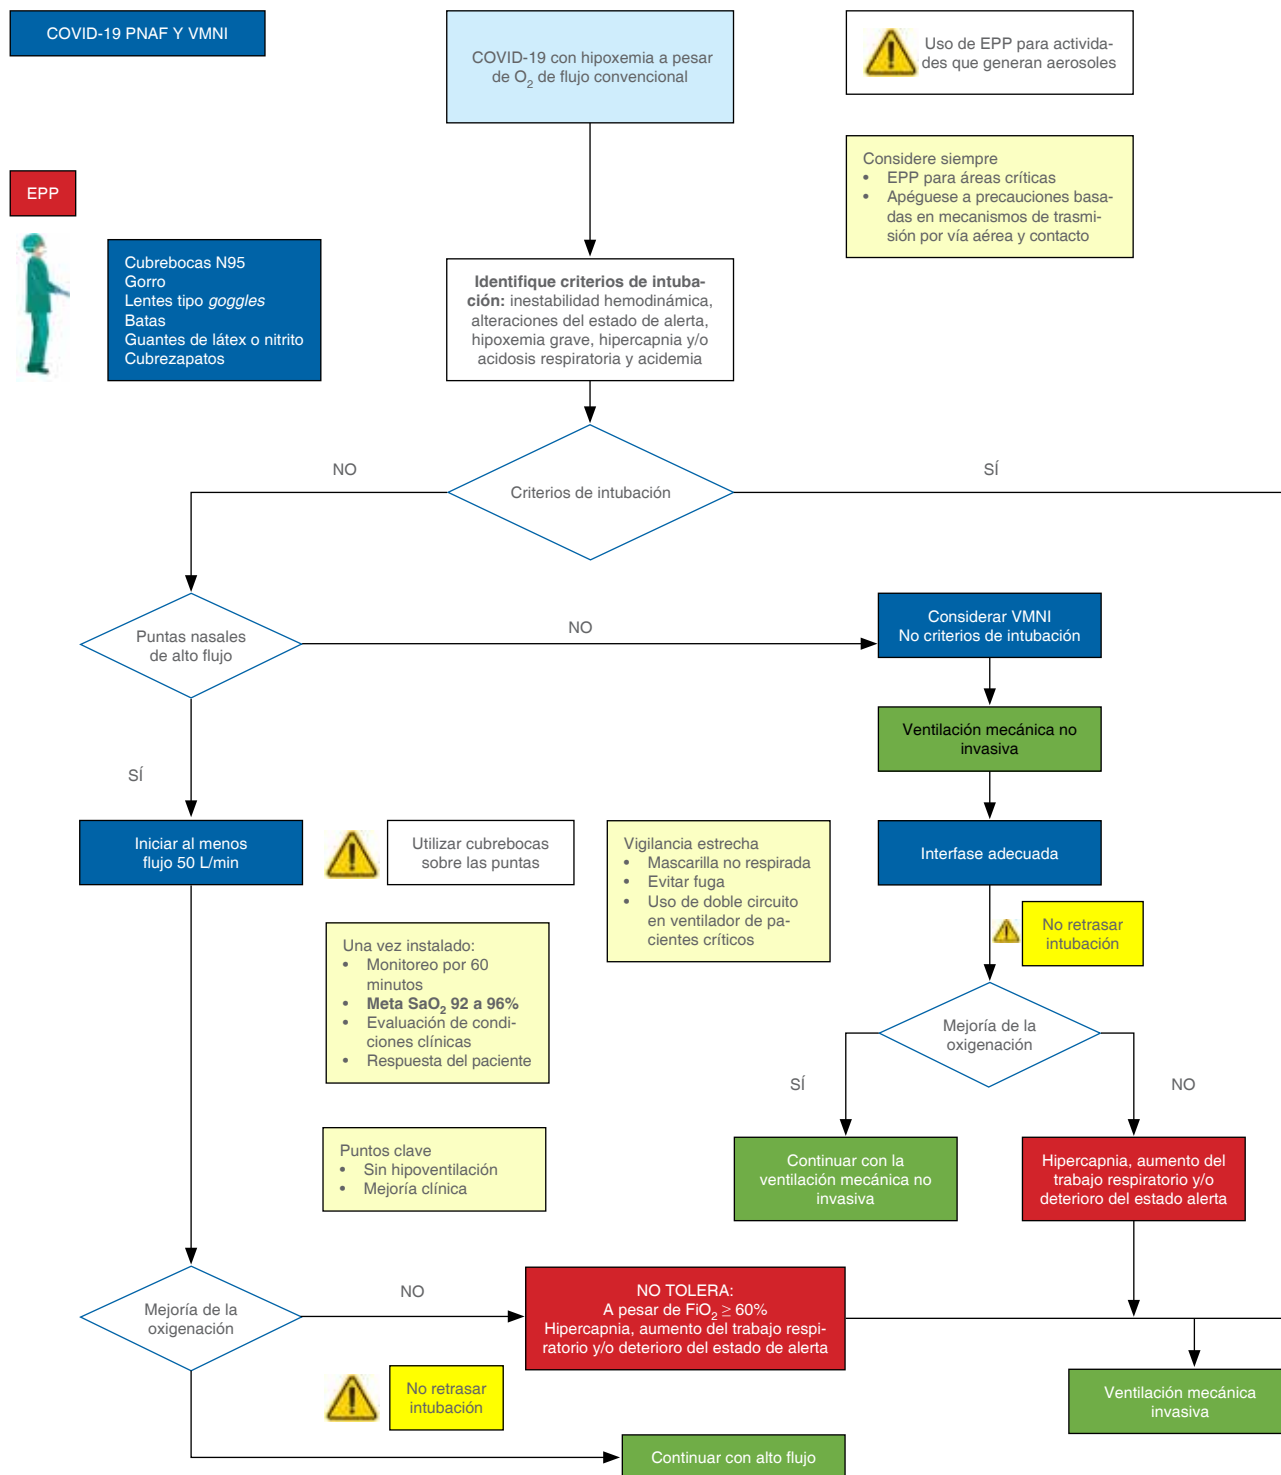 COVID-19 PNAF Y VMNI
COVID-19 con hipoxemia a pesar
de O₂ de flujo convencional
Uso de EPP para activida-
des que generan aerosoles
Considere siempre
• EPP para áreas críticas
• Apéguese a precauciones basa-
das en mecanismos de trasmi-
sión por vía aérea y contacto
EPP
Cubrebocas N95
Gorro
Lentes tipo goggles
Batas
Guantes de látex o nitrito
Cubrezapatos
Identifique criterios de intuba-
ción: inestabilidad hemodinámica,
alteraciones del estado de alerta,
hipoxemia grave, hipercapnia y/o
acidosis respiratoria y acidemia
NO
SÍ
Criterios de intubación
Puntas nasales
de alto flujo
NO
Considerar VMNI
No criterios de intubación
Ventilación mecánica no
invasiva
SÍ
Iniciar al menos
flujo 50 L/min
Utilizar cubrebocas
sobre las puntas
Vigilancia estrecha
• Mascarilla no respirada
• Evitar fuga
• Uso de doble circuito
en ventilador de pa-
cientes críticos
Interfase adecuada
No retrasar
intubación
Una vez instalado:
• Monitoreo por 60
minutos
• Meta SaO₂ 92 a 96%
• Evaluación de condi-
ciones clínicas
• Respuesta del paciente
Mejoría de la
oxigenación
SÍ
NO
Puntos clave
• Sin hipoventilación
• Mejoría clínica
Continuar con la
ventilación mecánica no
invasiva
Hipercapnia, aumento del
trabajo respiratorio y/o
deterioro del estado alerta
Mejoría de la
oxigenación
NO
NO TOLERA:
A pesar de FiO₂ ≥ 60%
Hipercapnia, aumento del trabajo respi-
ratorio y/o deterioro del estado de alerta
No retrasar
intubación
Ventilación mecánica
invasiva
Continuar con alto flujo